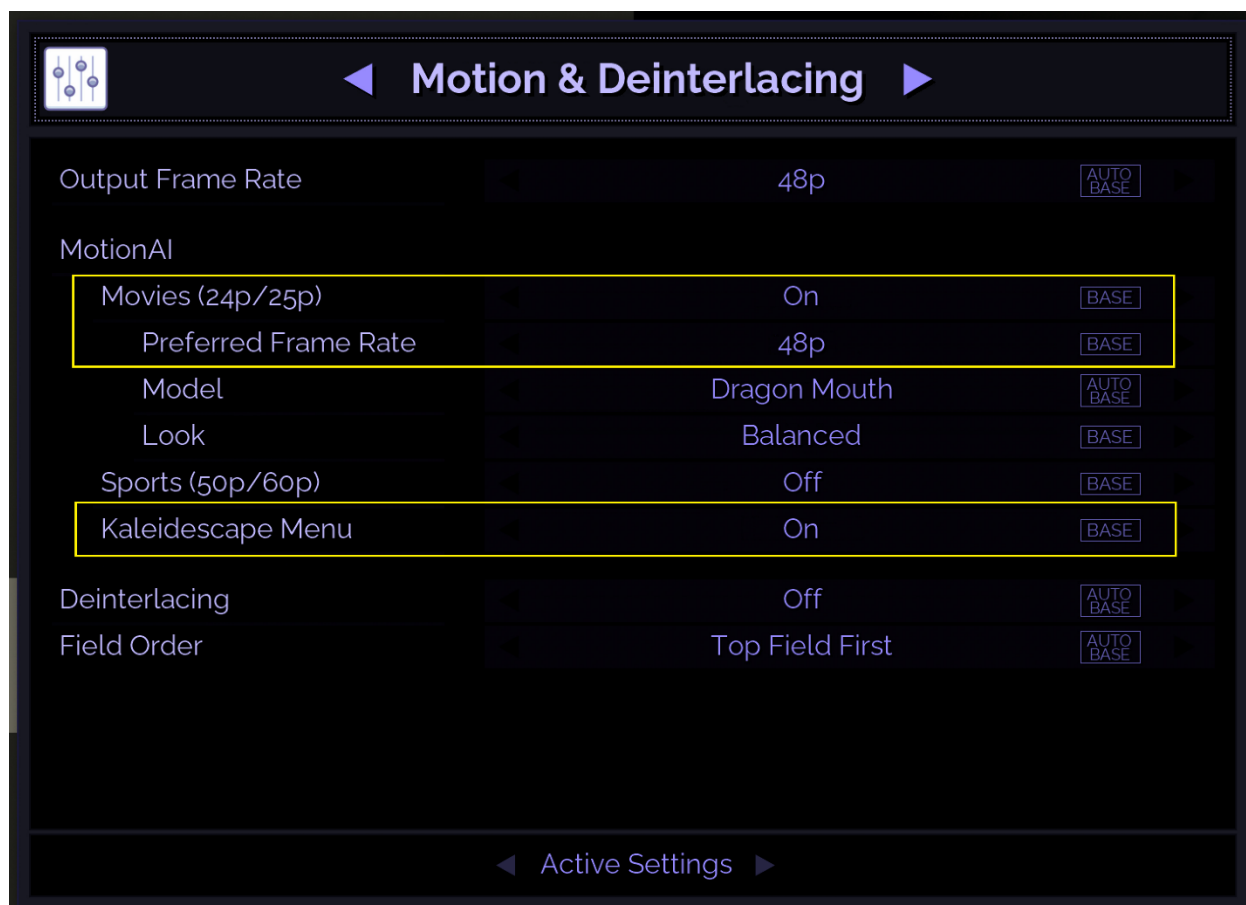 Motion & Deinterlacing
Output Frame Rate 48p AUTO BASE
MotionAI
Movies (24p/25p) On BASE
Preferred Frame Rate 48p BASE
Model Dragon Mouth AUTO BASE
Look Balanced BASE
Sports (50p/60p) Off BASE
Kaleidescape Menu On BASE
Deinterlacing Off AUTO BASE
Field Order Top Field First AUTO BASE
Active Settings